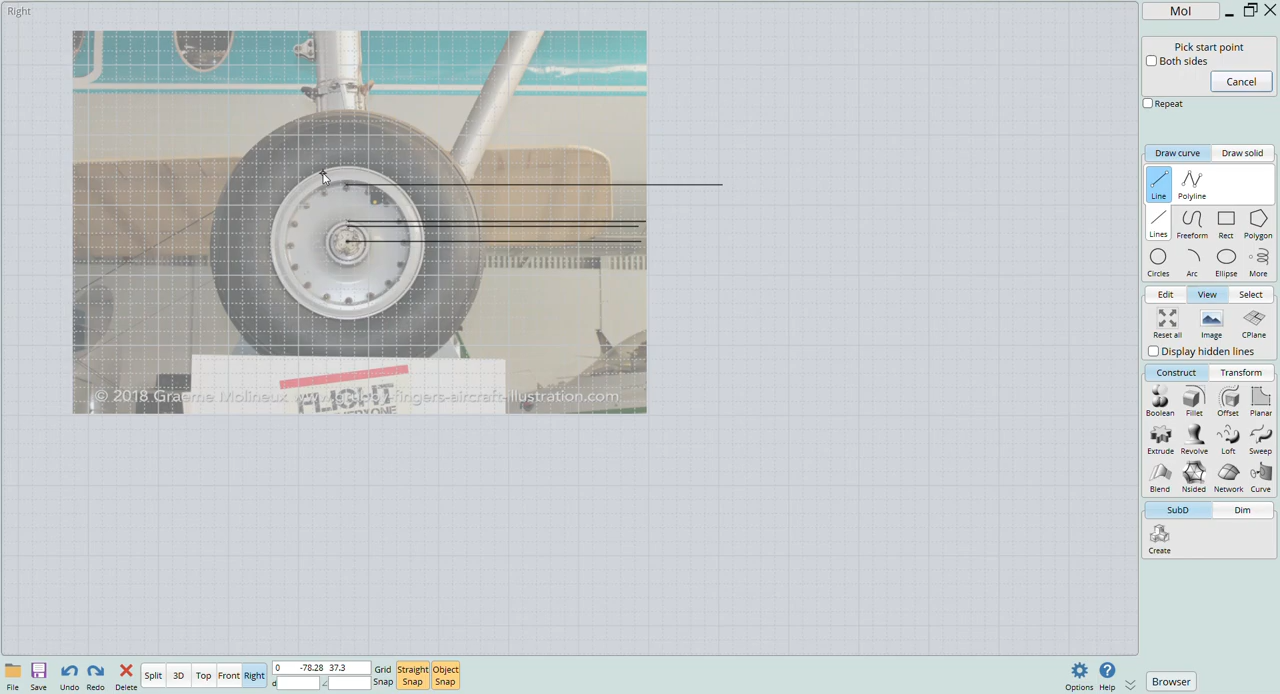 Right
MoI
Pick start point
Both sides
Cancel
Repeat
Draw curve Draw solid
Line Polyline
Lines Freeform Rect Polygon
Circles Arc Ellipse More
Edit View Select
Reset all Image CPlane
Display hidden lines
Construct Transform
Boolean Fillet Offset Planar
Extrude Revolve Loft Sweep
Blend Nsided Network Curve
SubD Dim
Create
© 2018 Graeme Molineux www.grubby-fingers-aircraft-illustration.com
FLIGHT
File Save Undo Redo Delete Split 3D Top Front Right
0 -78.28 37.3
d
Grid Snap
Straight Snap
Object Snap
Options Help
Browser